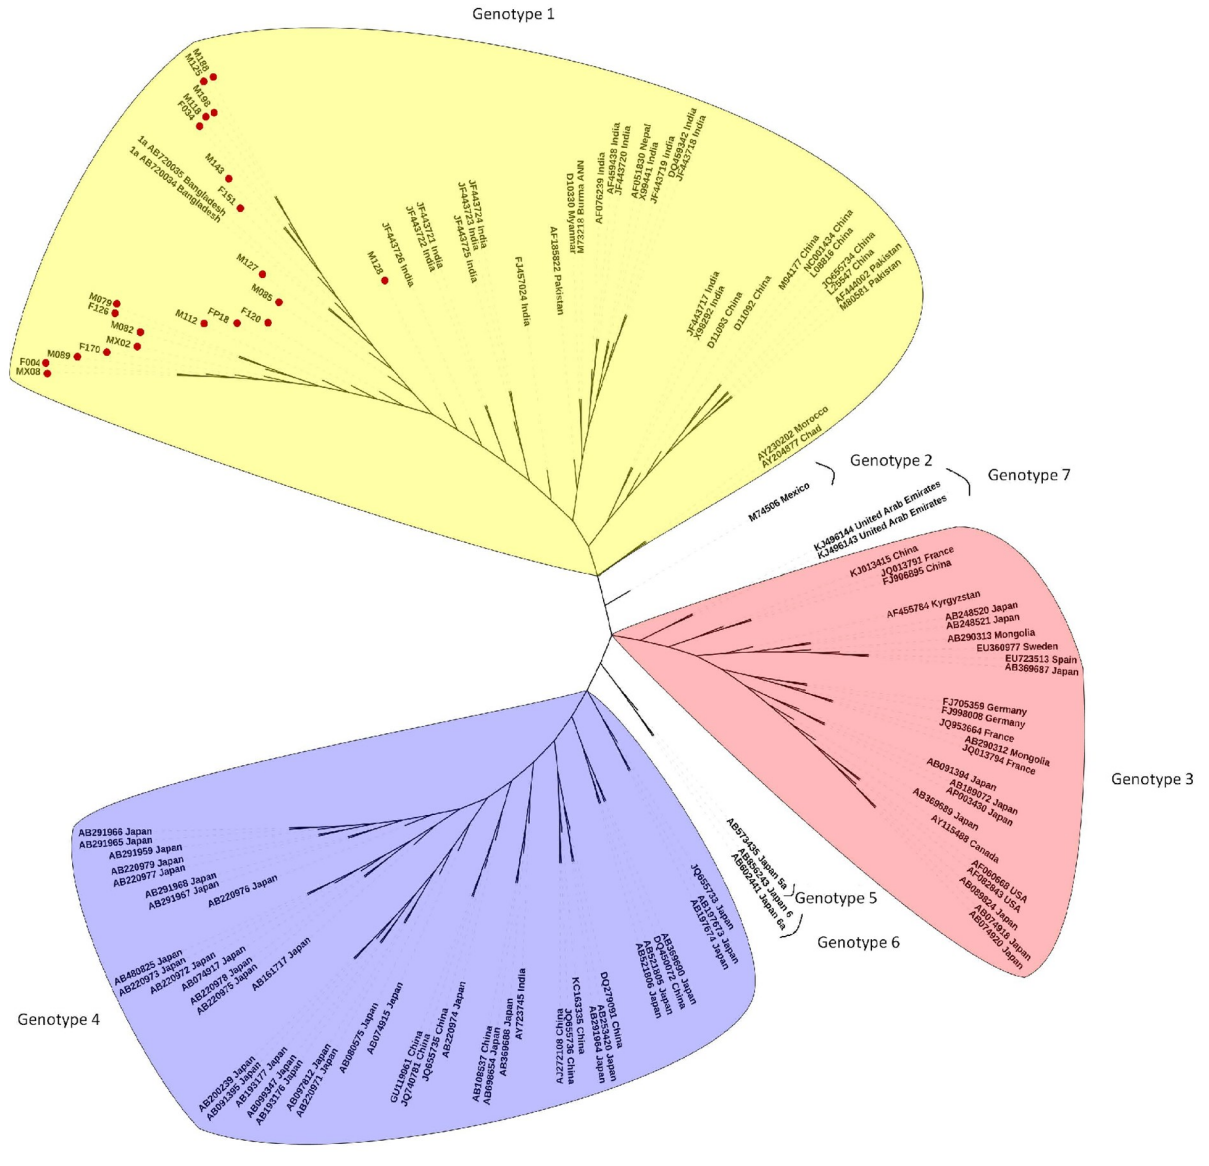 Genotype 1
M188
M125
M198
M118
F034
1a AB720035 Bangladesh
1a AB720034 Bangladesh
M143
F151
M127
M085
M079
F126
M082
MX02
M112
FP18
F120
F170
M089
F004
MX08
M128
JF443726 India
JF443721 India
JF443722 India
JF443724 India
JF443723 India
JF443725 India
FJ457024 India
AF185822 Pakistan
D10330 Myanmar
M73218 Burma ANN
AF076239 India
AF459438 India
JF443720 India
AF051830 Nepal
X99441 India
JF443719 India
DQ459342 India
JF443718 India
JF443717 India
X98292 India
D11093 China
D11092 China
M94177 China
NC001434 China
L08816 China
JQ655734 China
L25547 China
AF444002 Pakistan
M80581 Pakistan
AY230202 Morocco
AY204877 Chad
Genotype 2
M74506 Mexico
Genotype 7
KJ496144 United Arab Emirates
KJ496143 United Arab Emirates
KJ013415 China
JQ013791 France
FJ906895 China
AF455784 Kyrgyzstan
AB248520 Japan
AB248521 Japan
AB290313 Mongolia
EU360977 Sweden
EU723513 Spain
AB369687 Japan
FJ705359 Germany
FJ998008 Germany
JQ953664 France
AB290312 Mongolia
JQ013794 France
AB091394 Japan
AB189072 Japan
AP003430 Japan
AB369689 Japan
AY115488 Canada
AF060668 USA
AF082843 USA
AB089824 Japan
AB074918 Japan
AB074920 Japan
Genotype 3
AB573435 Japan 5a
AB856243 Japan 6
AB602441 Japan 6a
Genotype 5
Genotype 6
JQ655733 Japan
AB197673 Japan
AB197674 Japan
AB369690 Japan
DQ450072 China
AB521805 Japan
AB521806 Japan
DQ279091 China
AB253420 Japan
AB291964 Japan
KC163335 China
JQ655736 China
AJ272108 China
AY723745 India
AB369688 Japan
AB698654 Japan
AB108537 China
AB220974 Japan
JQ655735 China
JQ740781 China
GU119961 China
AB074915 Japan
AB080575 Japan
AB220971 Japan
AB097812 Japan
AB193176 Japan
AB099347 Japan
AB193177 Japan
AB091395 Japan
AB200239 Japan
AB161717 Japan
AB220975 Japan
AB220978 Japan
AB074917 Japan
AB220972 Japan
AB220973 Japan
AB480825 Japan
AB220976 Japan
AB291967 Japan
AB291968 Japan
AB220977 Japan
AB220979 Japan
AB291959 Japan
AB291965 Japan
AB291966 Japan
Genotype 4